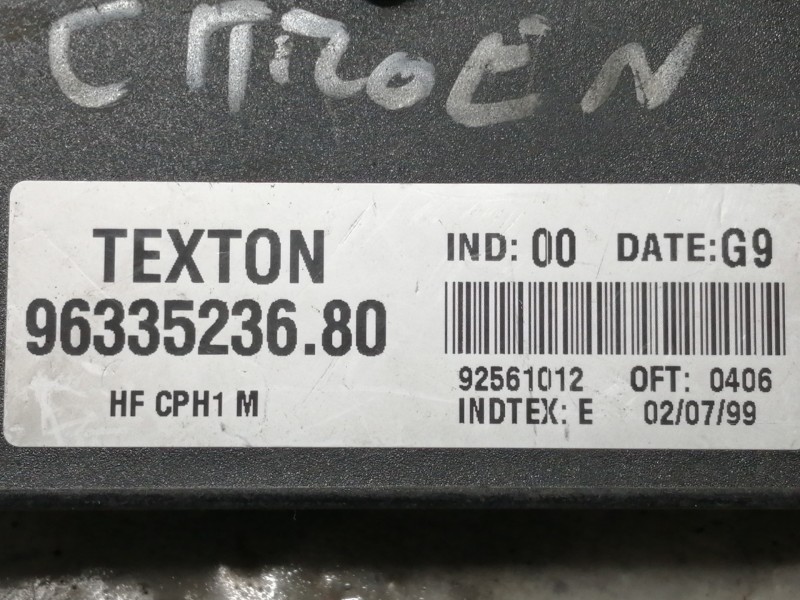 CITROEN
TEXTON
96335236.80
HF CPH1 M
IND: 00 DATE: G9
92561012 OFT: 0406
INDTEX: E 02/07/99